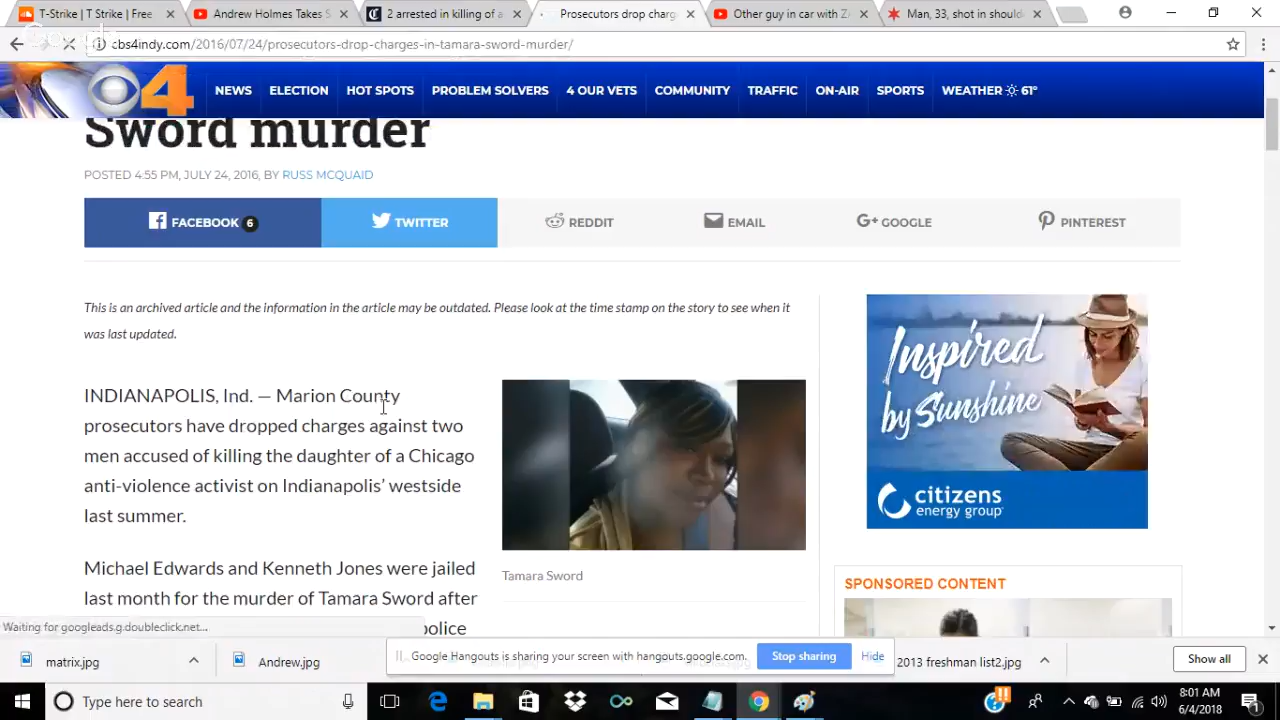 T-Strike | T Strike | Free
Andrew Holmes Takes S
2 arrested in killing of a
Prosecutors drop charge
Other guy in car with Z
Man, 33, shot in should
cbs4indy.com/2016/07/24/prosecutors-drop-charges-in-tamara-sword-murder/
4 NEWS ELECTION HOT SPOTS PROBLEM SOLVERS 4 OUR VETS COMMUNITY TRAFFIC ON-AIR SPORTS WEATHER 61°
Sword murder
POSTED 4:55 PM, JULY 24, 2016, BY RUSS MCQUAID
FACEBOOK 6 TWITTER REDDIT EMAIL G+ GOOGLE PINTEREST
This is an archived article and the information in the article may be outdated. Please look at the time stamp on the story to see when it
was last updated.
INDIANAPOLIS, Ind. — Marion County
prosecutors have dropped charges against two
men accused of killing the daughter of a Chicago
anti-violence activist on Indianapolis' westside
last summer.
Michael Edwards and Kenneth Jones were jailed
last month for the murder of Tamara Sword after
police
Tamara Sword
Inspired
by Sunshine
citizens
energy group
SPONSORED CONTENT
Waiting for googleads.g.doubleclick.net...
matrix.jpg
Andrew.jpg
Google Hangouts is sharing your screen with hangouts.google.com.
Stop sharing
Hide
2013 freshman list2.jpg
Show all
Type here to search
8:01 AM
6/4/2018